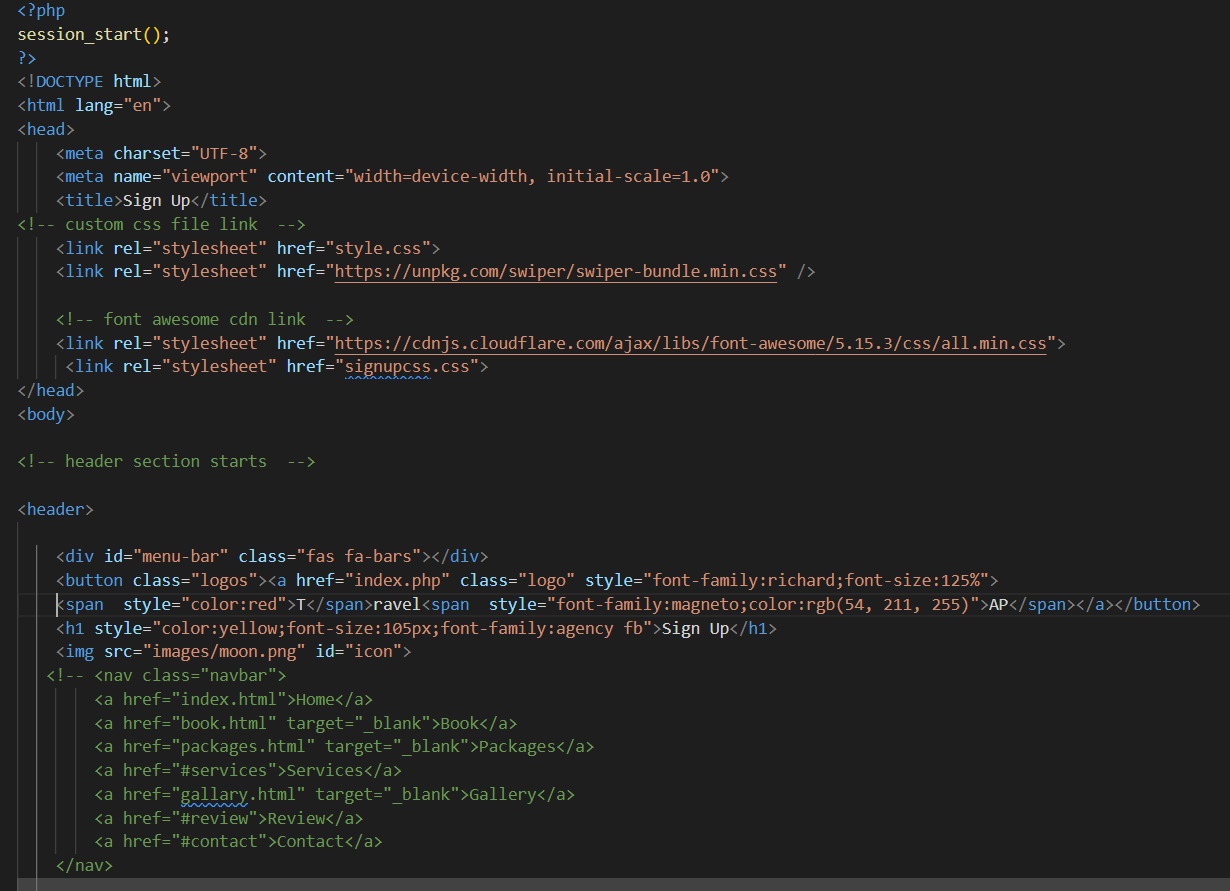 <?php
session_start();
?>
<!DOCTYPE html>
<html lang="en">
<head>
    <meta charset="UTF-8">
    <meta name="viewport" content="width=device-width, initial-scale=1.0">
    <title>Sign Up</title>
<!-- custom css file link  -->
    <link rel="stylesheet" href="style.css">
    <link rel="stylesheet" href="https://unpkg.com/swiper/swiper-bundle.min.css" />

    <!-- font awesome cdn link  -->
    <link rel="stylesheet" href="https://cdnjs.cloudflare.com/ajax/libs/font-awesome/5.15.3/css/all.min.css">
     <link rel="stylesheet" href="signupcss.css">
</head>
<body>

<!-- header section starts  -->

<header>

    <div id="menu-bar" class="fas fa-bars"></div>
    <button class="logos"><a href="index.php" class="logo" style="font-family:richard;font-size:125%">
    <span  style="color:red">T</span>ravel<span  style="font-family:magneto;color:rgb(54, 211, 255)">AP</span></a></button>
    <h1 style="color:yellow;font-size:105px;font-family:agency fb">Sign Up</h1>
    <img src="images/moon.png" id="icon">
   <!-- <nav class="navbar">
        <a href="index.html">Home</a>
        <a href="book.html" target="_blank">Book</a>
        <a href="packages.html" target="_blank">Packages</a>
        <a href="#services">Services</a>
        <a href="gallary.html" target="_blank">Gallery</a>
        <a href="#review">Review</a>
        <a href="#contact">Contact</a>
    </nav>